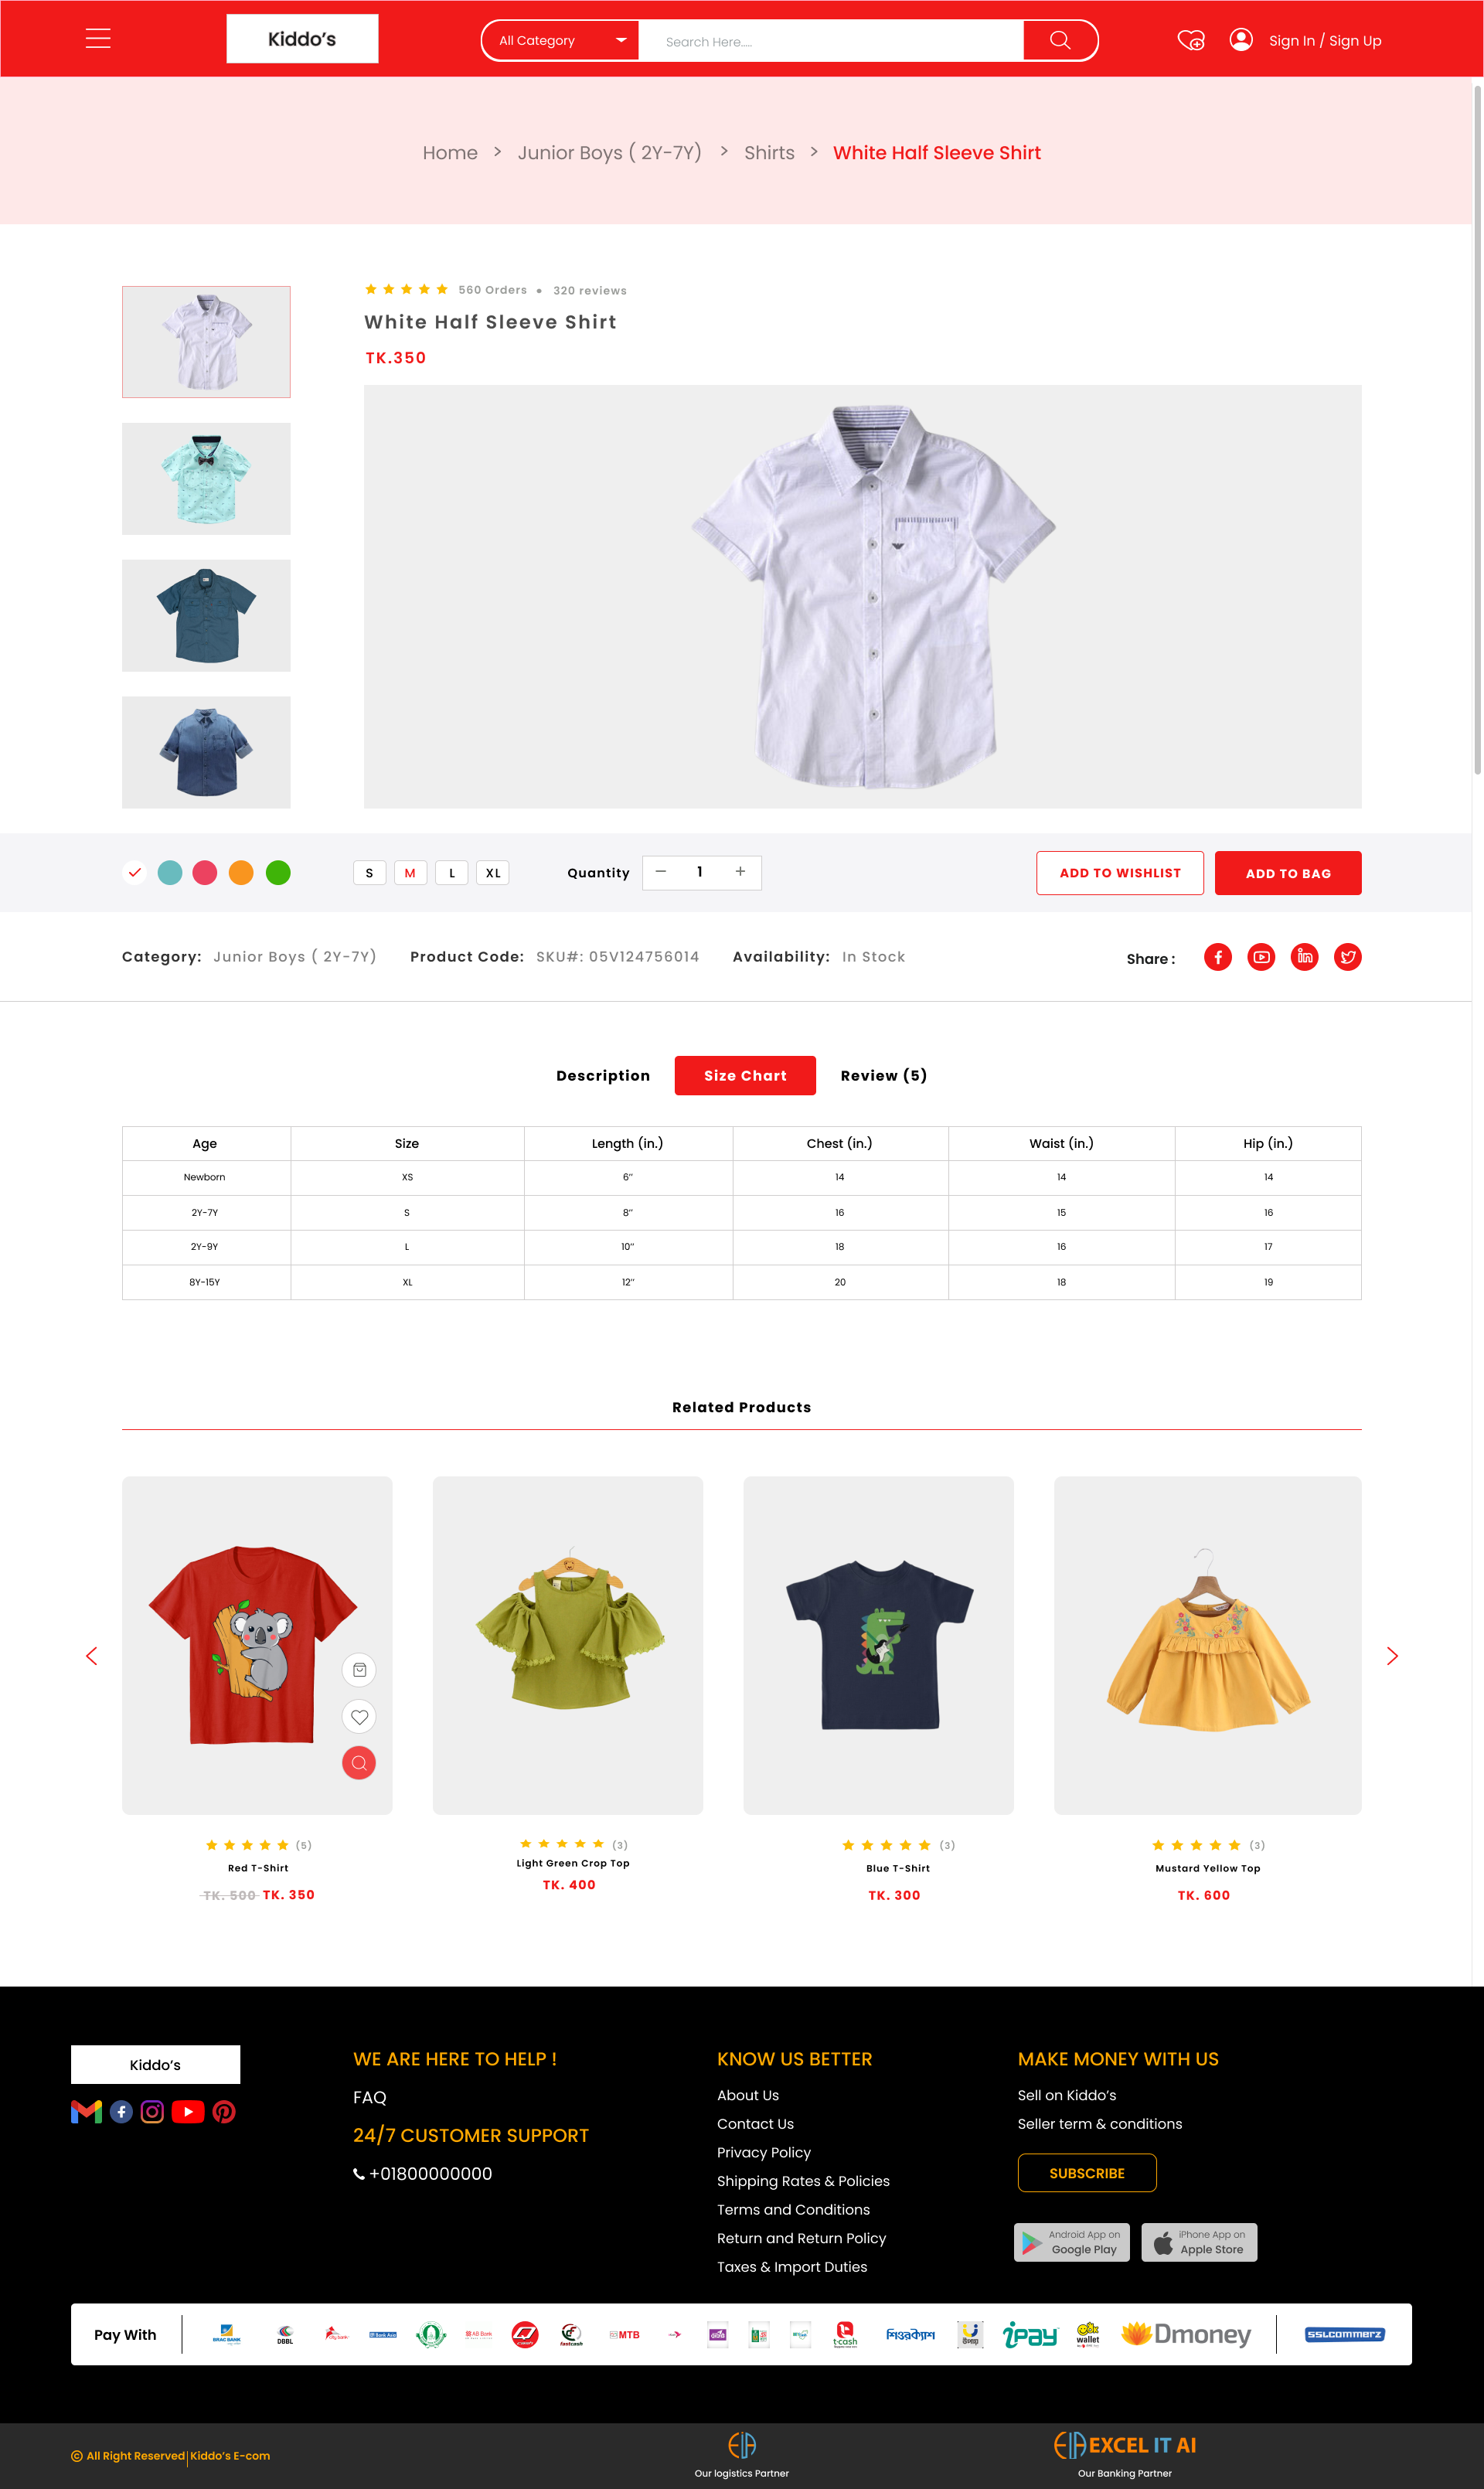 Kiddo's
All Category
Search Here.....
Sign In / Sign Up
Home > Junior Boys ( 2Y-7Y) > Shirts > White Half Sleeve Shirt
560 Orders • 320 reviews
White Half Sleeve Shirt
TK.350
S M L XL
Quantity
— 1 +
ADD TO WISHLIST
ADD TO BAG
Category: Junior Boys ( 2Y-7Y) Product Code: SKU#: 05V124756014 Availability: In Stock
Share :
Description Size Chart Review (5)
Age Size Length (in.) Chest (in.) Waist (in.) Hip (in.)
Newborn XS 6’’ 14 14 14
2Y-7Y S 8’’ 16 15 16
2Y-9Y L 10’’ 18 16 17
8Y-15Y XL 12’’ 20 18 19
Related Products
(5)
Red T-Shirt
TK. 500 TK. 350
(3)
Light Green Crop Top
TK. 400
(3)
Blue T-Shirt
TK. 300
(3)
Mustard Yellow Top
TK. 600
Kiddo's
WE ARE HERE TO HELP !
FAQ
24/7 CUSTOMER SUPPORT
+01800000000
KNOW US BETTER
About Us
Contact Us
Privacy Policy
Shipping Rates & Policies
Terms and Conditions
Return and Return Policy
Taxes & Import Duties
MAKE MONEY WITH US
Sell on Kiddo's
Seller term & conditions
SUBSCRIBE
Android App on
Google Play
iPhone App on
Apple Store
Pay With
BRAC BANK
DBBL
Bank Asia
AB Bank
fastcash
MTB
t-cash
শিওরক্যাশ
উপায়
ipay
wallet
Dmoney
SSLCOMMERZ
© All Right Reserved | Kiddo's E-com
Our logistics Partner
EXCEL IT AI
Our Banking Partner